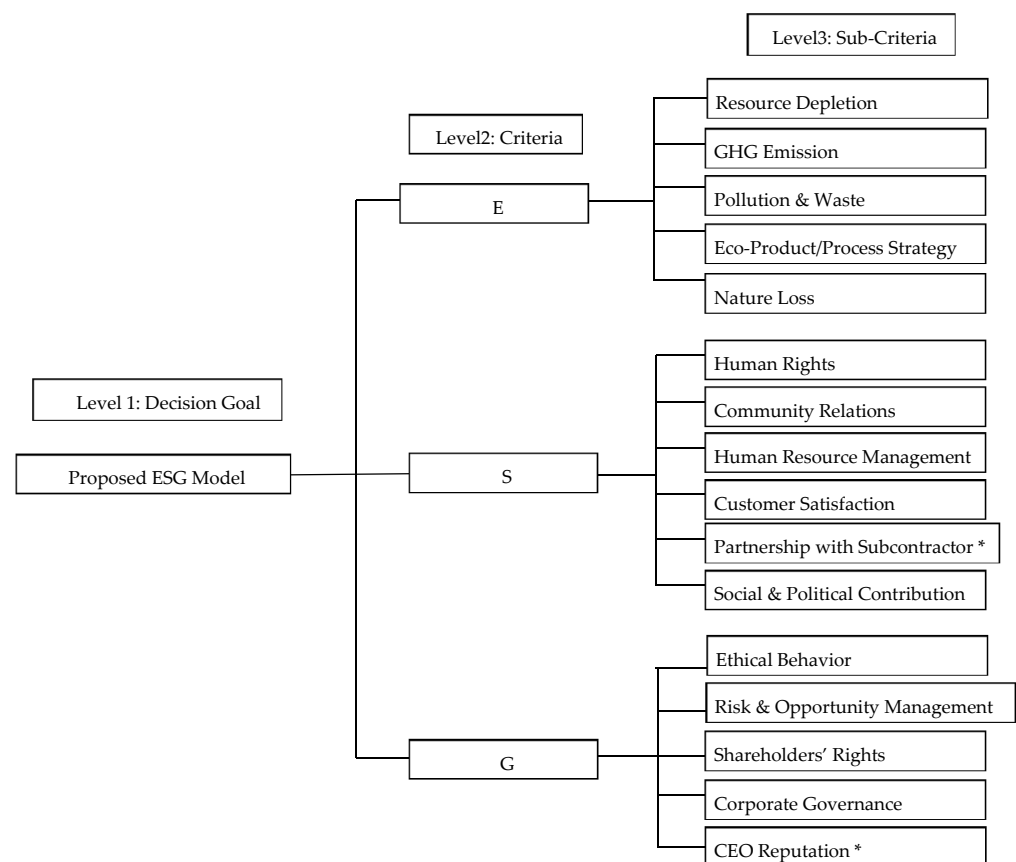 Level3: Sub-Criteria
Resource Depletion
Level2: Criteria
GHG Emission
Pollution & Waste
E
Eco-Product/Process Strategy
Nature Loss
Human Rights
Level 1: Decision Goal
Community Relations
Human Resource Management
Proposed ESG Model
S
Customer Satisfaction
Partnership with Subcontractor *
Social & Political Contribution
Ethical Behavior
Risk & Opportunity Management
Shareholders’ Rights
G
Corporate Governance
CEO Reputation *